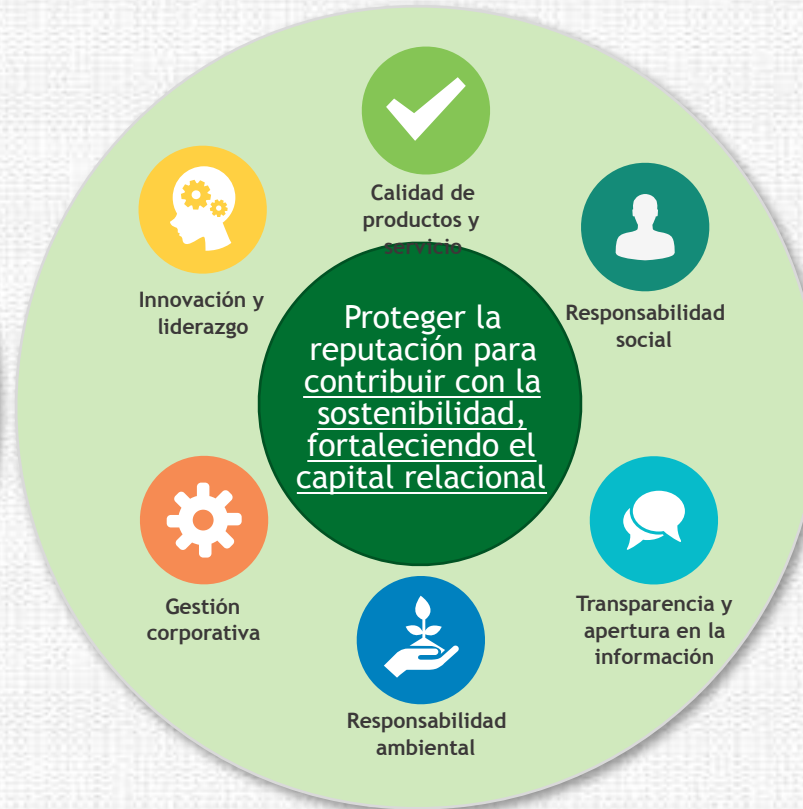 Calidad de
productos y
servicio
Innovación y
liderazgo
Responsabilidad
social
Proteger la
reputación para
contribuir con la
sostenibilidad,
fortaleciendo el
capital relacional
Gestión
corporativa
Transparencia y
apertura en la
información
Responsabilidad
ambiental